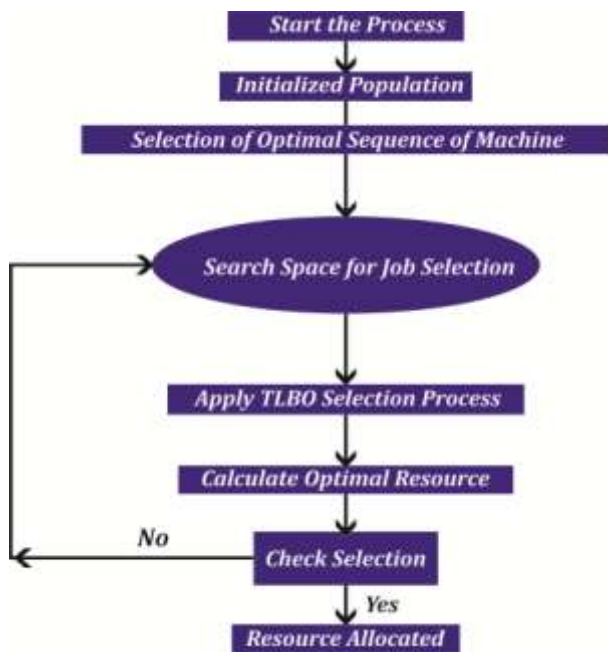 Start the Process
Initialized Population
Selection of Optimal Sequence of Machine
Search Space for Job Selection
Apply TLBO Selection Process
Calculate Optimal Resource
No
Check Selection
Yes
Resource Allocated